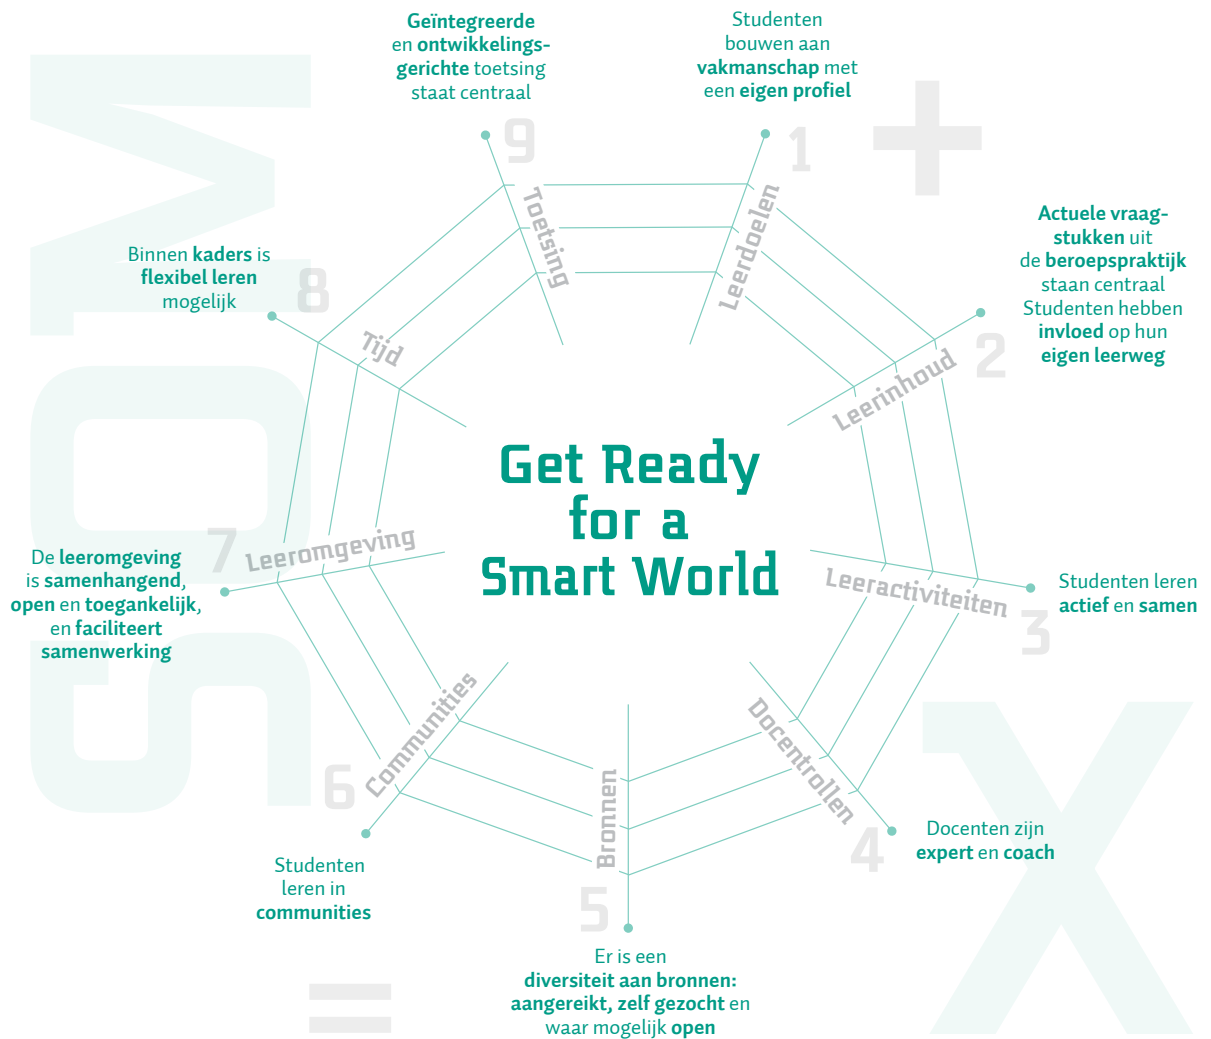 Geïntegreerde
en ontwikkelings-
gerichte toetsing
staat centraal
9
Toetsing
Studenten
bouwen aan
vakmanschap met
een eigen profiel
1
Leerdoelen
+
Actuele vraag-
stukken uit
de beroepspraktijk
staan centraal
Studenten hebben
invloed op hun
eigen leerweg
2
Leerinhoud
Binnen kaders is
flexibel leren
mogelijk
8
Tijd
Get Ready
for a
Smart World
7
Leeromgeving
De leeromgeving
is samenhangend,
open en toegankelijk,
en faciliteert
samenwerking
Leeractiviteiten
3
Studenten leren
actief en samen
Communities
6
Studenten
leren in
communities
Docentrollen
4
Docenten zijn
expert en coach
Bronnen
5
Er is een
diversiteit aan bronnen:
aangereikt, zelf gezocht en
waar mogelijk open
=
X
SOM